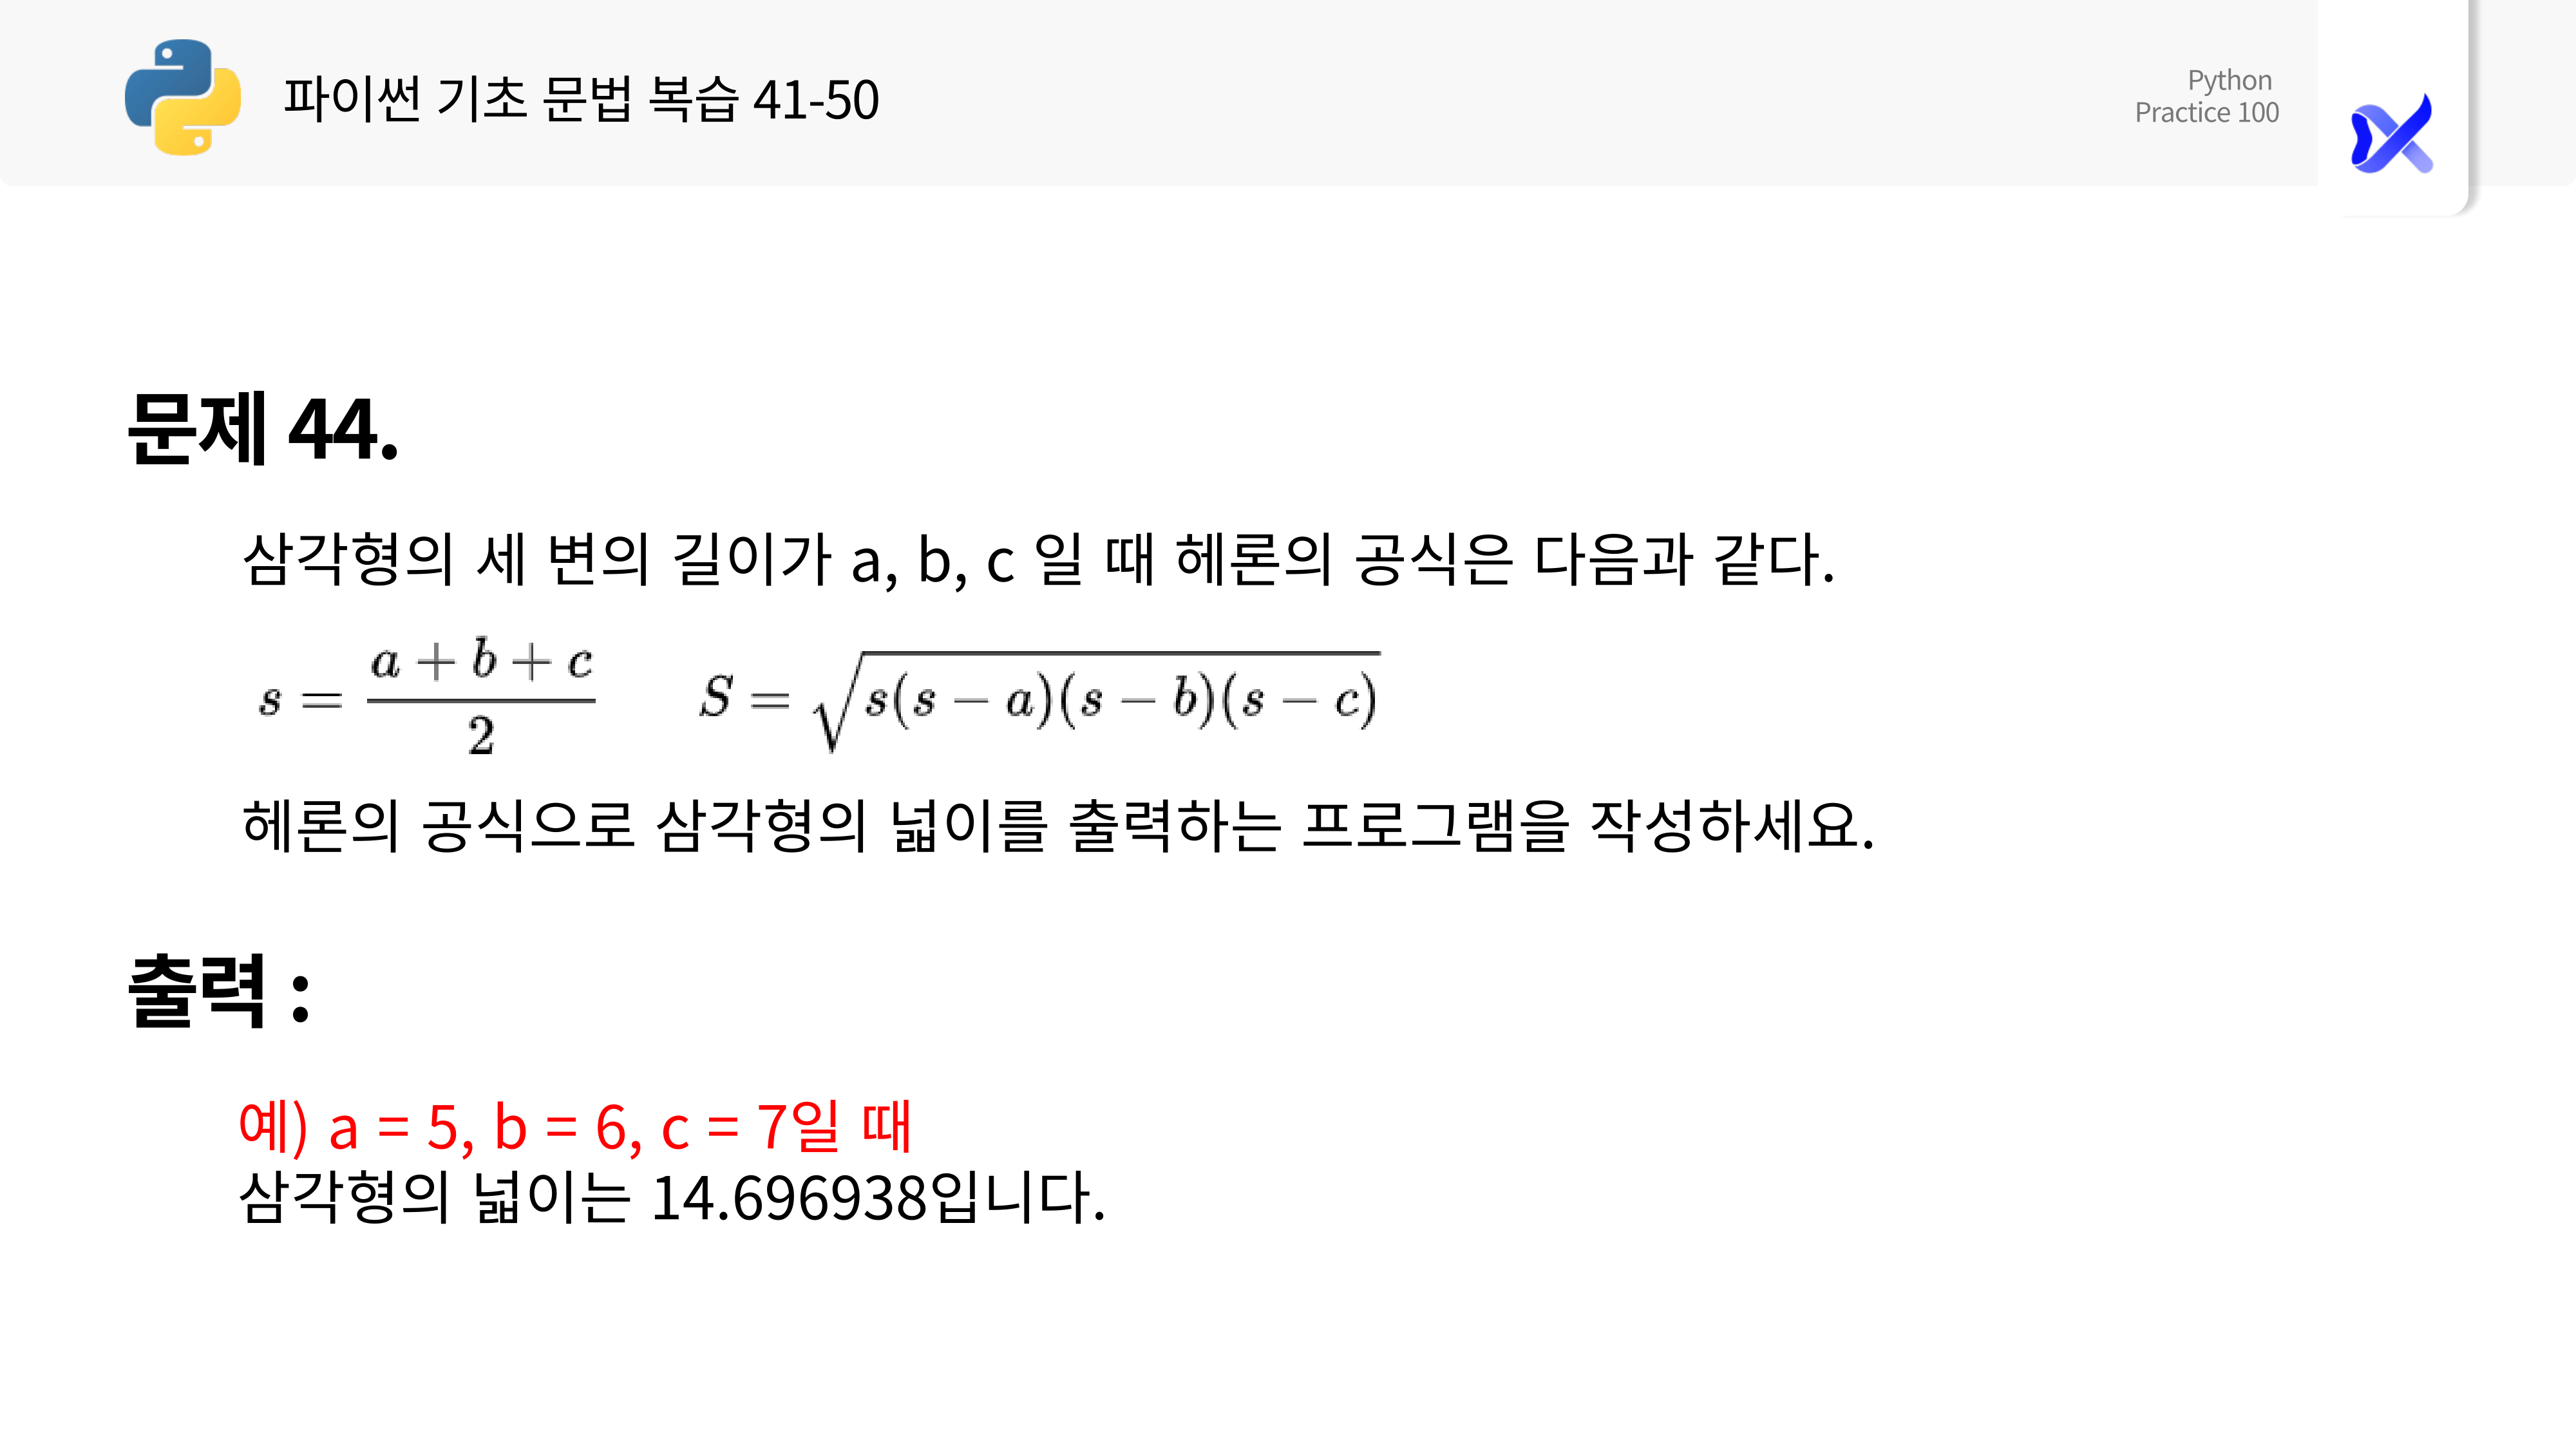 파이썬 기초 문법 복습 41-50
Python
Practice 100
문제 44.
삼각형의 세 변의 길이가 a, b, c 일 때 헤론의 공식은 다음과 같다.
s = \frac{a + b + c}{2}  S = \sqrt{s(s - a)(s - b)(s - c)}
헤론의 공식으로 삼각형의 넓이를 출력하는 프로그램을 작성하세요.
출력 :
예) a = 5, b = 6, c = 7일 때
삼각형의 넓이는 14.696938입니다.